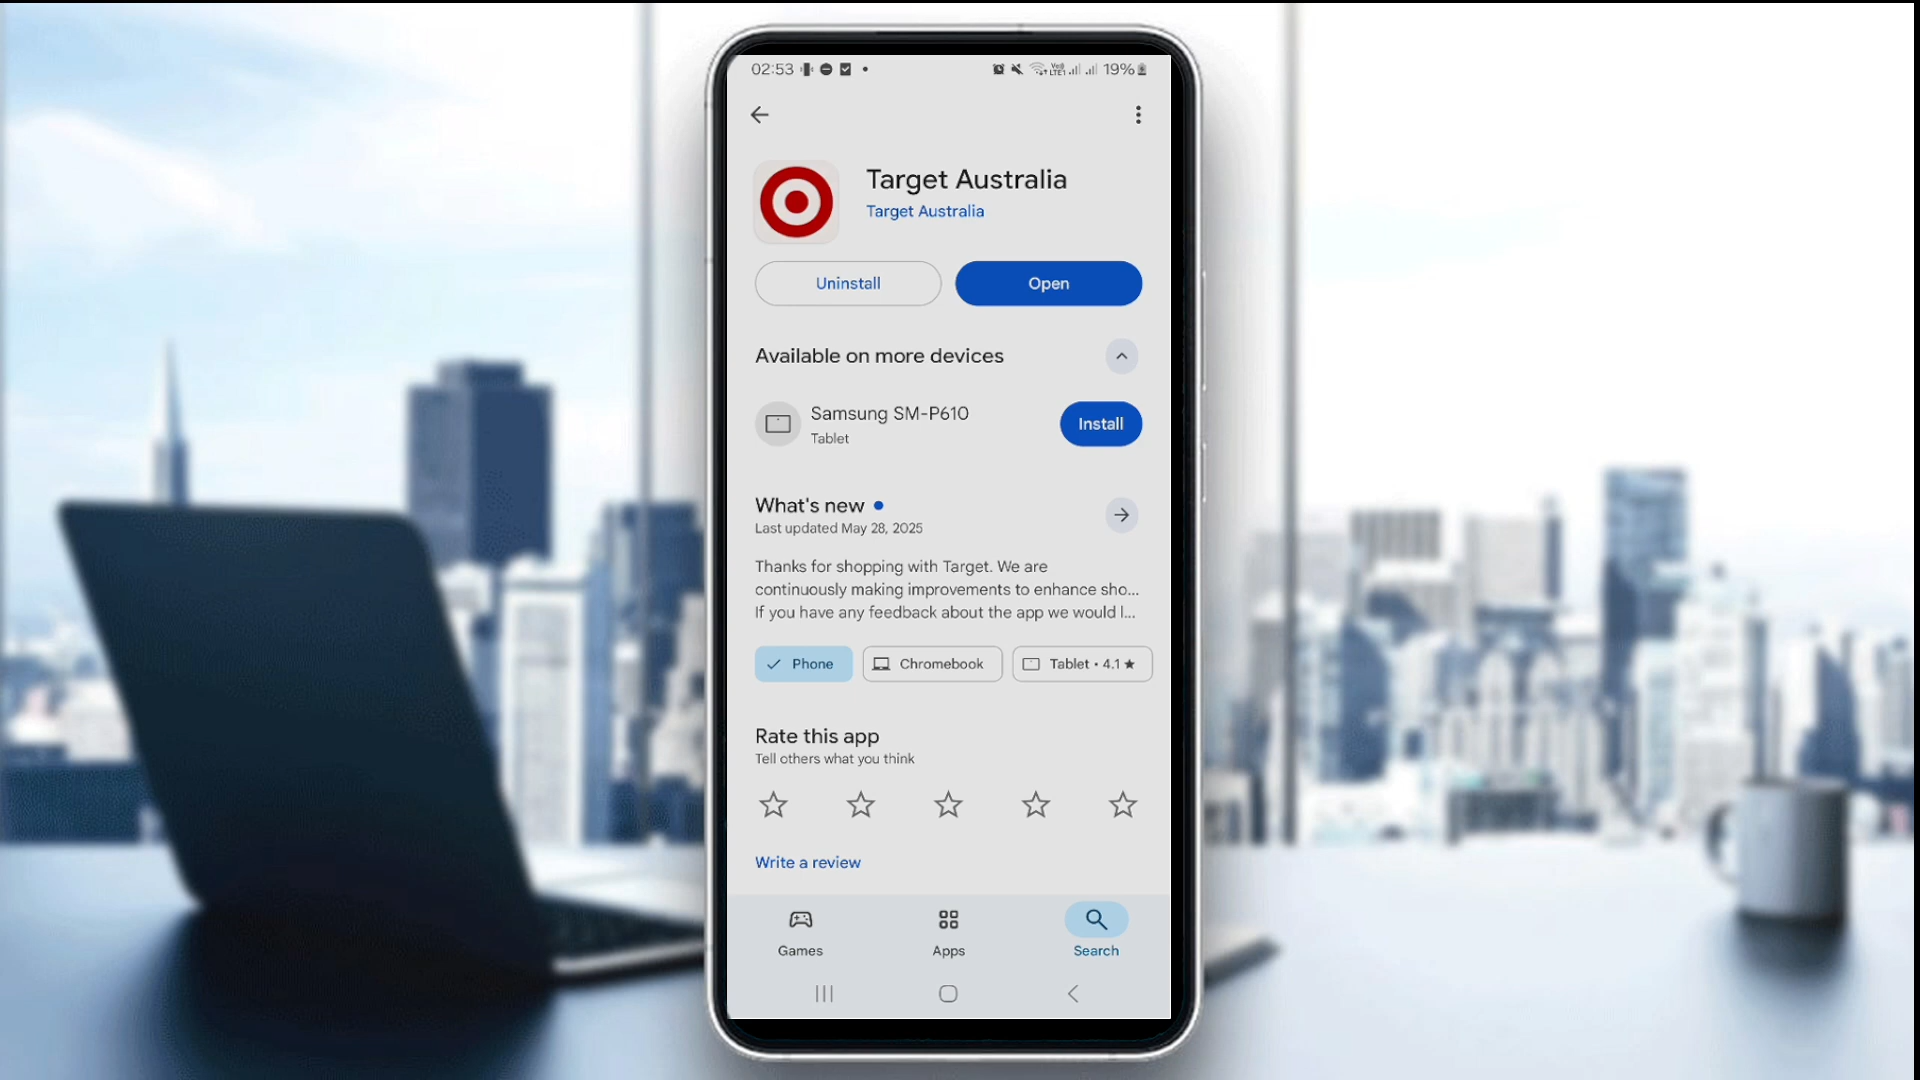 02:53
19%
Target Australia
Target Australia
Uninstall
Open
Available on more devices
Samsung SM-P610
Tablet
Install
What's new
Last updated May 28, 2025
Thanks for shopping with Target. We are
continuously making improvements to enhance sho...
If you have any feedback about the app we would l...
Phone
Chromebook
Tablet • 4.1 ★
Rate this app
Tell others what you think
Write a review
Games
Apps
Search